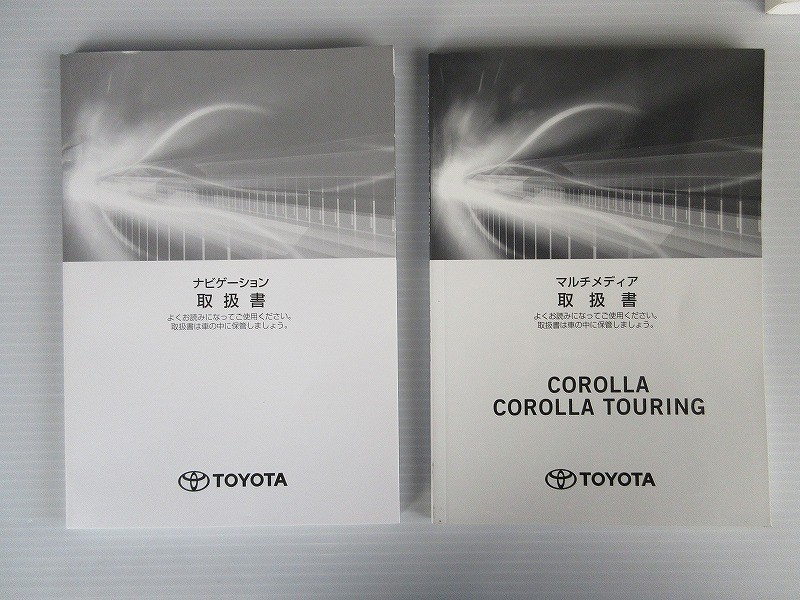 ナビゲーション
取扱書
よくお読みになってご使用ください。
取扱書は車の中に保管しましょう。
TOYOTA
マルチメディア
取扱書
よくお読みになってご使用ください。
取扱書は車の中に保管しましょう。
COROLLA
COROLLA TOURING
TOYOTA